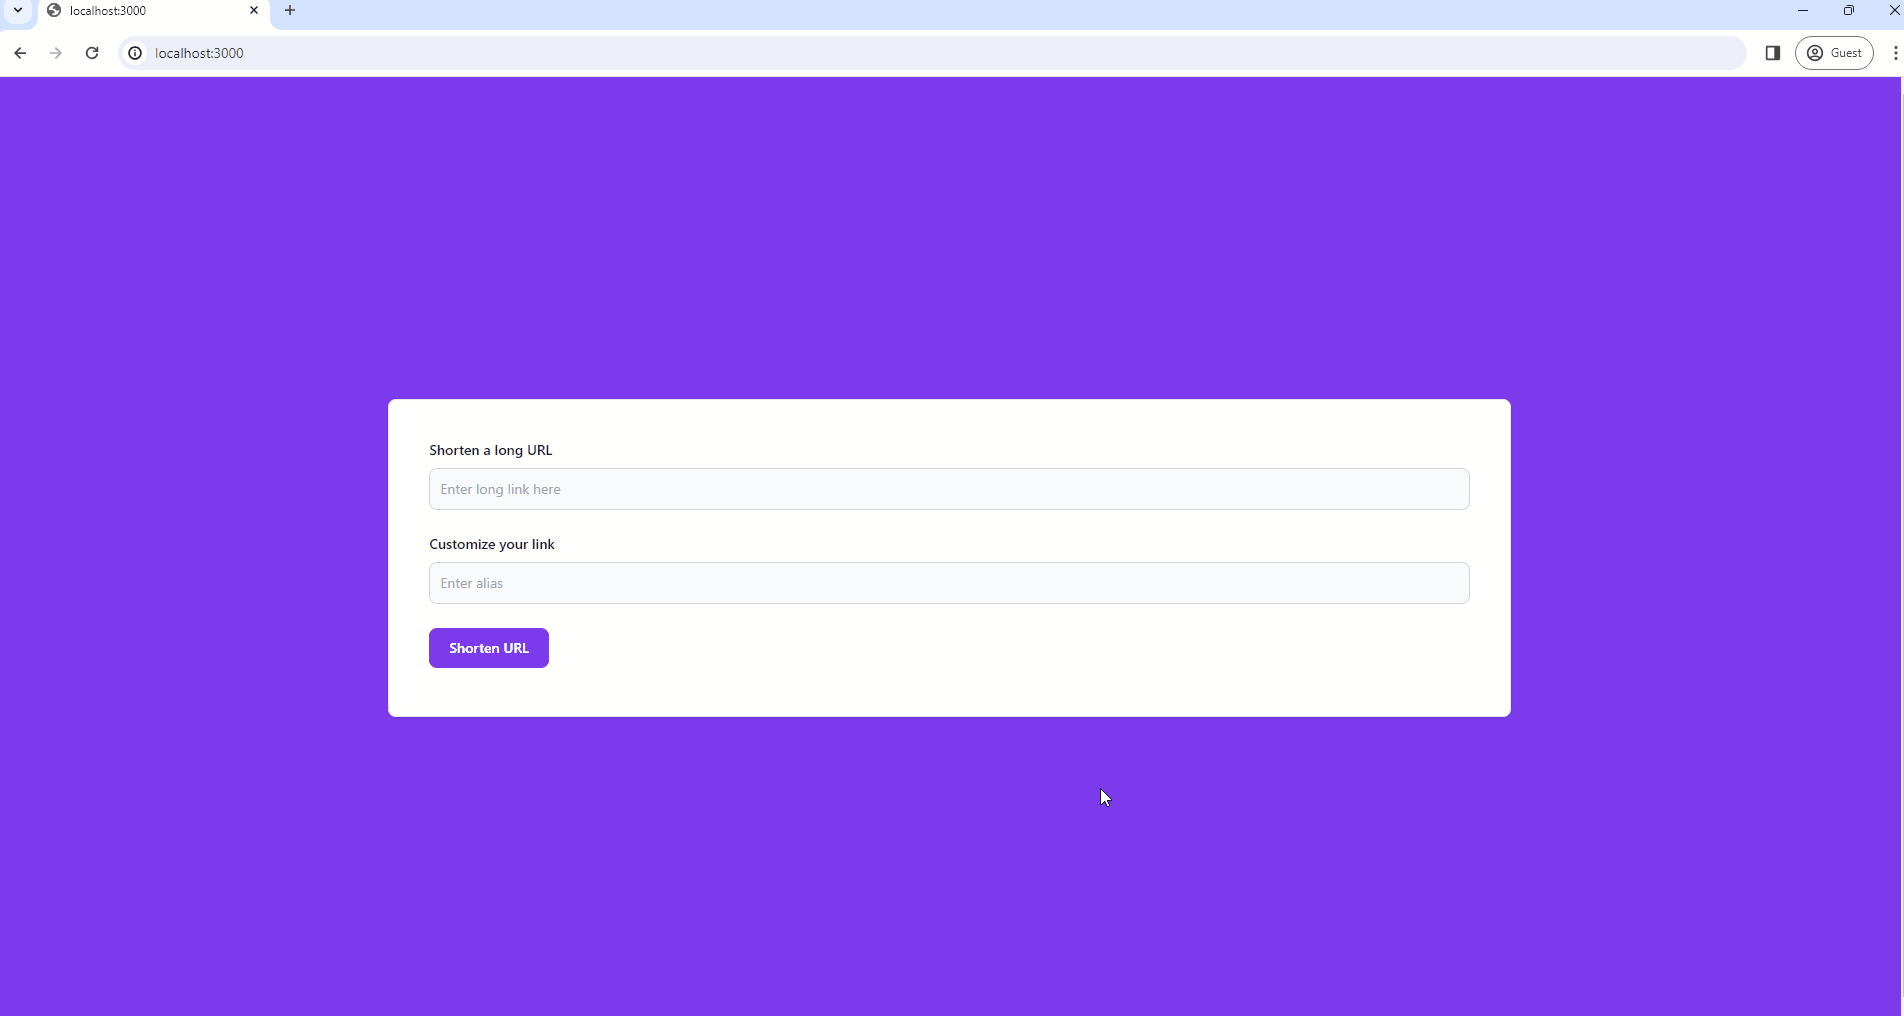 localhost:3000
localhost:3000
Guest
Shorten a long URL
Enter long link here
Customize your link
Enter alias
Shorten URL